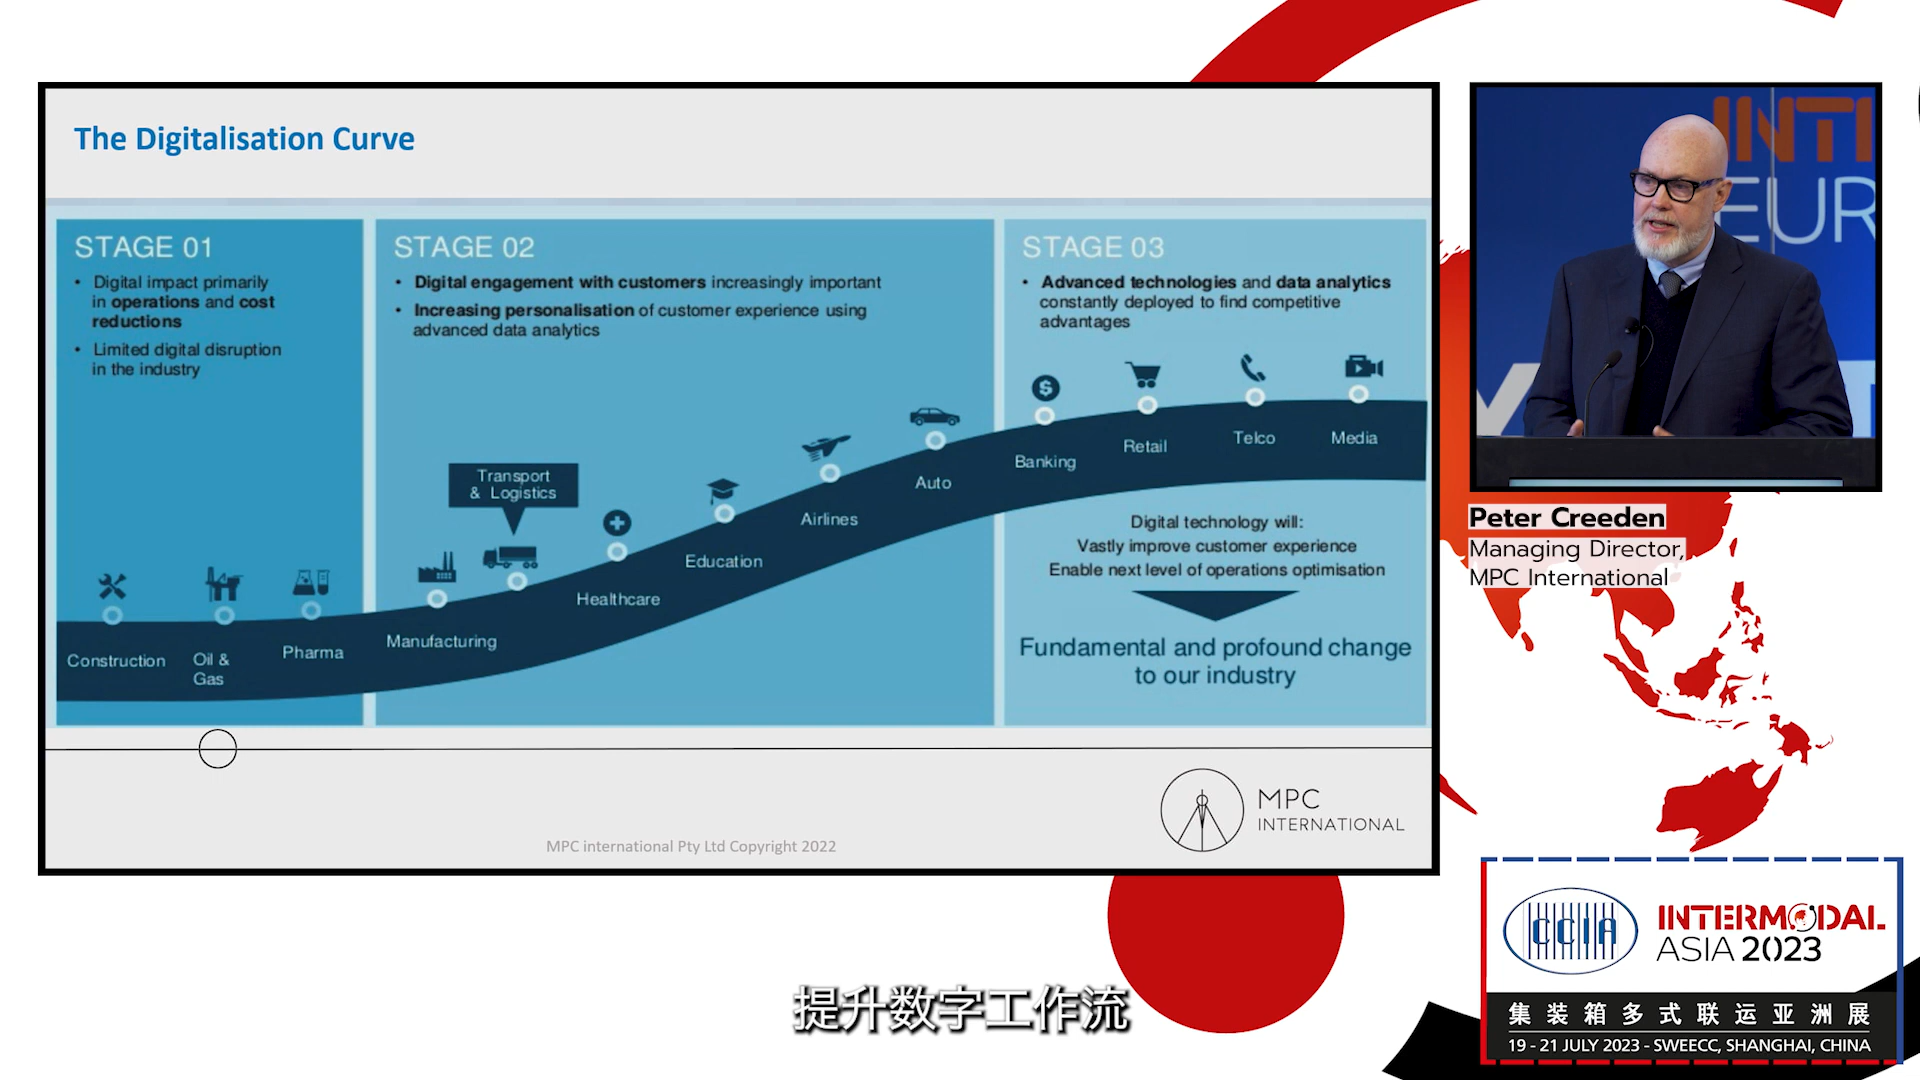 The Digitalisation Curve
STAGE 01
• Digital impact primarily
in operations and cost
reductions
• Limited digital disruption
in the industry
STAGE 02
• Digital engagement with customers increasingly important
• Increasing personalisation of customer experience using
advanced data analytics
STAGE 03
• Advanced technologies and data analytics
constantly deployed to find competitive
advantages
Transport
& Logistics
Construction
Oil &
Gas
Pharma
Manufacturing
Healthcare
Education
Airlines
Auto
Banking
Retail
Telco
Media
Digital technology will:
Vastly improve customer experience
Enable next level of operations optimisation
Fundamental and profound change
to our industry
MPC
INTERNATIONAL
MPC international Pty Ltd Copyright 2022
INT
EUR
Peter Creeden
Managing Director,
MPC International
CCIA
INTERMODAL
ASIA 2023
集装箱多式联运亚洲展
19 - 21 JULY 2023 - SWEECC, SHANGHAI, CHINA
提升数字工作流